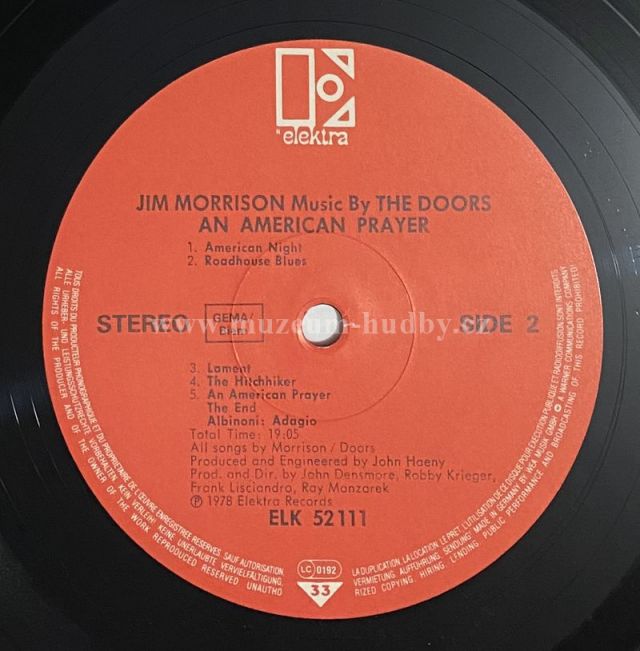 elektra
JIM MORRISON Music By THE DOORS
AN AMERICAN PRAYER
1. American Night
2. Roadhouse Blues
STEREO
GEMA/
BIEM
SIDE 2
3. Lament
4. The Hitchhiker
5. An American Prayer
The End
Albinoni: Adagio
Total Time: 19:05
All songs by Morrison / Doors
Produced and Engineered by John Haeny
Prod. and Dir. by John Densmore, Robby Krieger,
Frank Lisciandro, Ray Manzarek
Ⓟ 1978 Elektra Records
ELK 52111
LC 0192
33
TOUS DROITS DU PRODUCTEUR PHONOGRAPHIQUE ET DU PROPRIETAIRE DE L'ŒUVRE ENREGISTREE RESERVES. SAUF AUTORISATION
LA DUPLICATION, LA LOCATION, LE PRET, L'UTILISATION DE CE DISQUE POUR EXECUTION PUBLIQUE ET RADIODIFFUSION SONT INTERDITS
ALLE URHEBER- UND LEISTUNGSSCHUTZRECHTE VORBEHALTEN. KEIN VERLEIH! KEINE UNERLAUBTE VERVIELFÄLTIGUNG,
VERMIETUNG, AUFFÜHRUNG, SENDUNG! MADE IN GERMANY BY WEA MUSIK GMBH A WARNER COMMUNICATIONS COMPANY
ALL RIGHTS OF THE PRODUCER AND OF THE OWNER OF THE WORK REPRODUCED RESERVED UNAUTHO
RIZED COPYING, HIRING, LENDING, PUBLIC PERFORMANCE AND BROADCASTING OF THIS RECORD PROHIBITED!
www.muzeum-hudby.cz